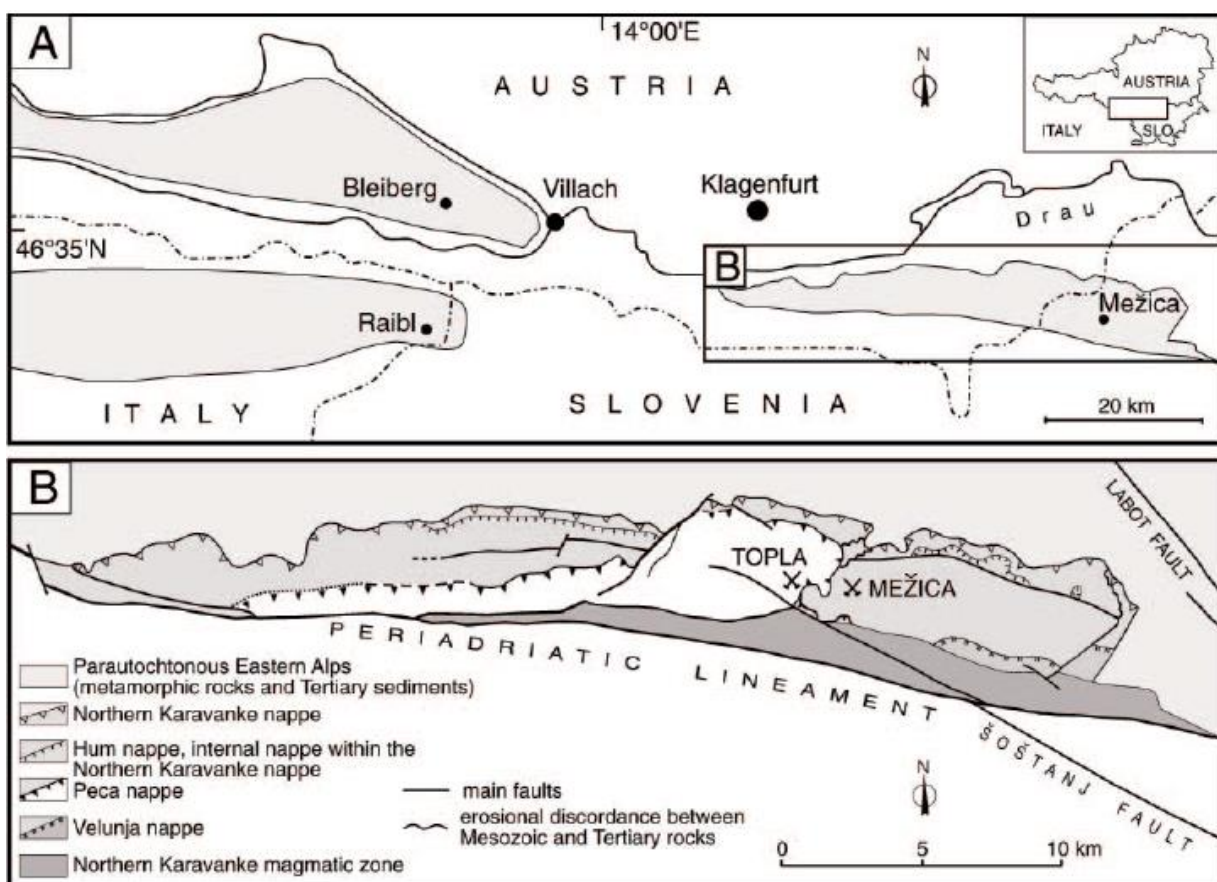 A
14°00'E
N
AUSTRIA
AUSTRIA
ITALY
SLO.
Bleiberg
Villach
Klagenfurt
Drau
46°35'N
B
Mežica
Raibl
ITALY
SLOVENIA
20 km
B
LABOT FAULT
TOPLA
MEŽICA
PERIADRIATIC LINEAMENT
ŠOŠTANJ FAULT
Parautochtonous Eastern Alps
(metamorphic rocks and Tertiary sediments)
Northern Karavanke nappe
Hum nappe, internal nappe within the
Northern Karavanke nappe
Peca nappe
Velunja nappe
Northern Karavanke magmatic zone
main faults
erosional discordance between
Mesozoic and Tertiary rocks
N
0 5 10 km